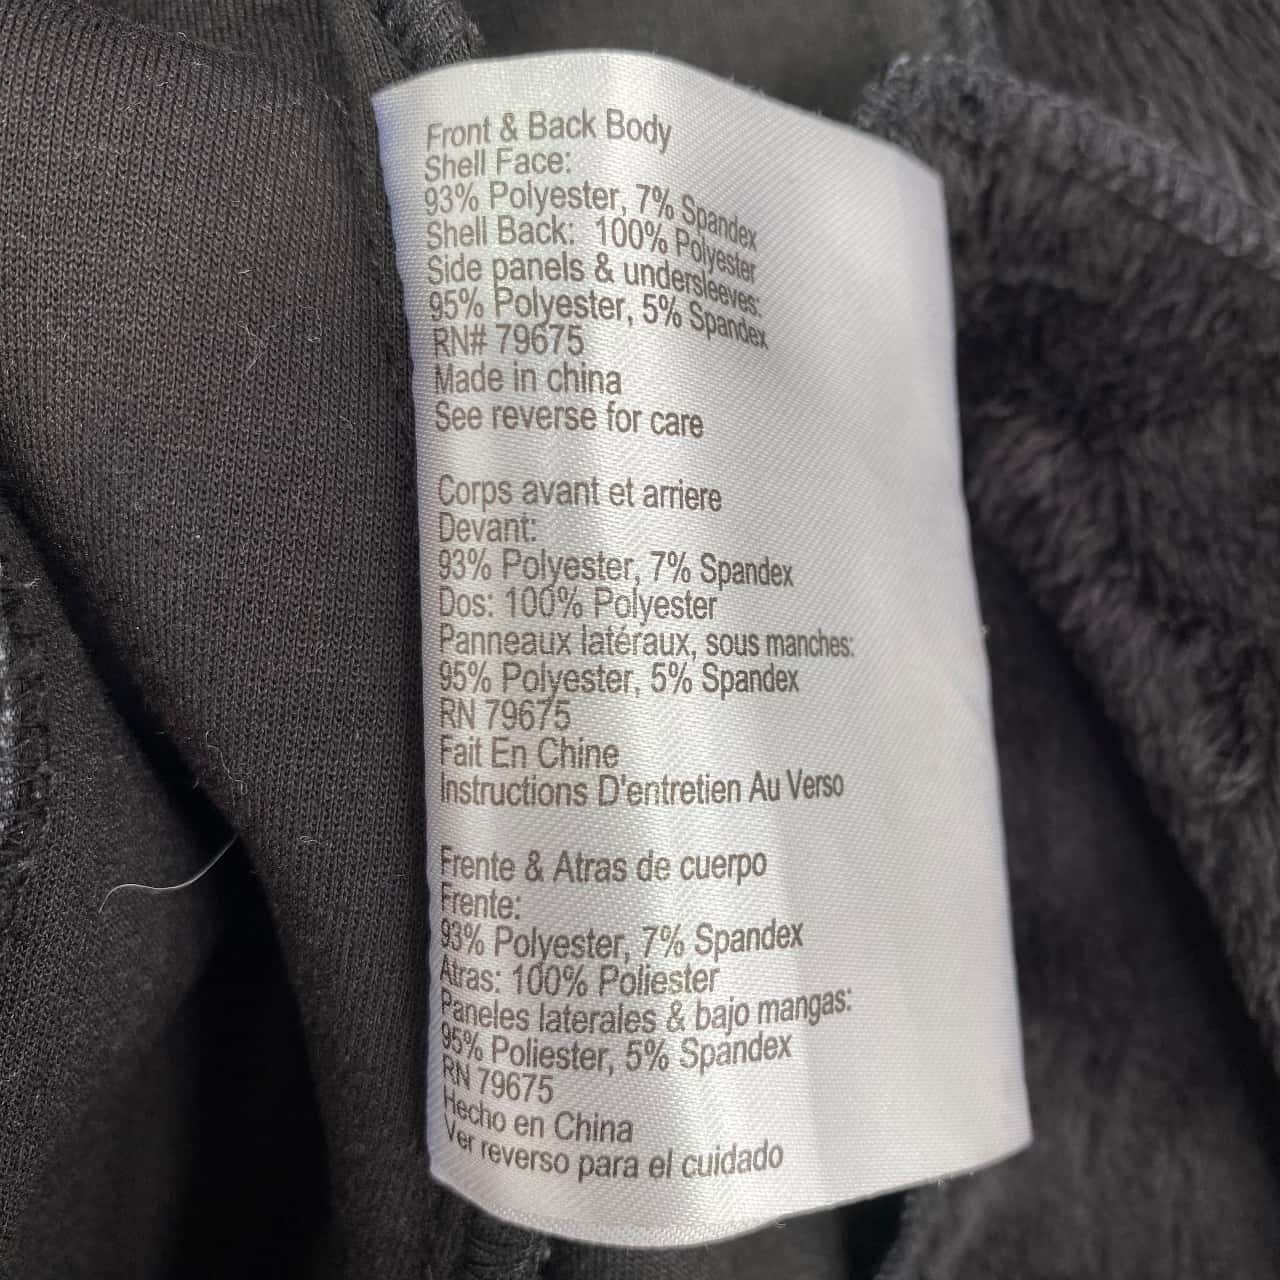 Front & Back Body
Shell Face:
93% Polyester, 7% Spandex
Shell Back: 100% Polyester
Side panels & undersleeves:
95% Polyester, 5% Spandex
RN# 79675
Made in china
See reverse for care
Corps avant et arriere
Devant:
93% Polyester, 7% Spandex
Dos: 100% Polyester
Panneaux latéraux, sous manches:
95% Polyester, 5% Spandex
RN 79675
Fait En Chine
Instructions D'entretien Au Verso
Frente & Atras de cuerpo
Frente:
93% Polyester, 7% Spandex
Atras: 100% Poliester
Paneles laterales & bajo mangas:
95% Poliester, 5% Spandex
RN 79675
Hecho en China
Ver reverso para el cuidado